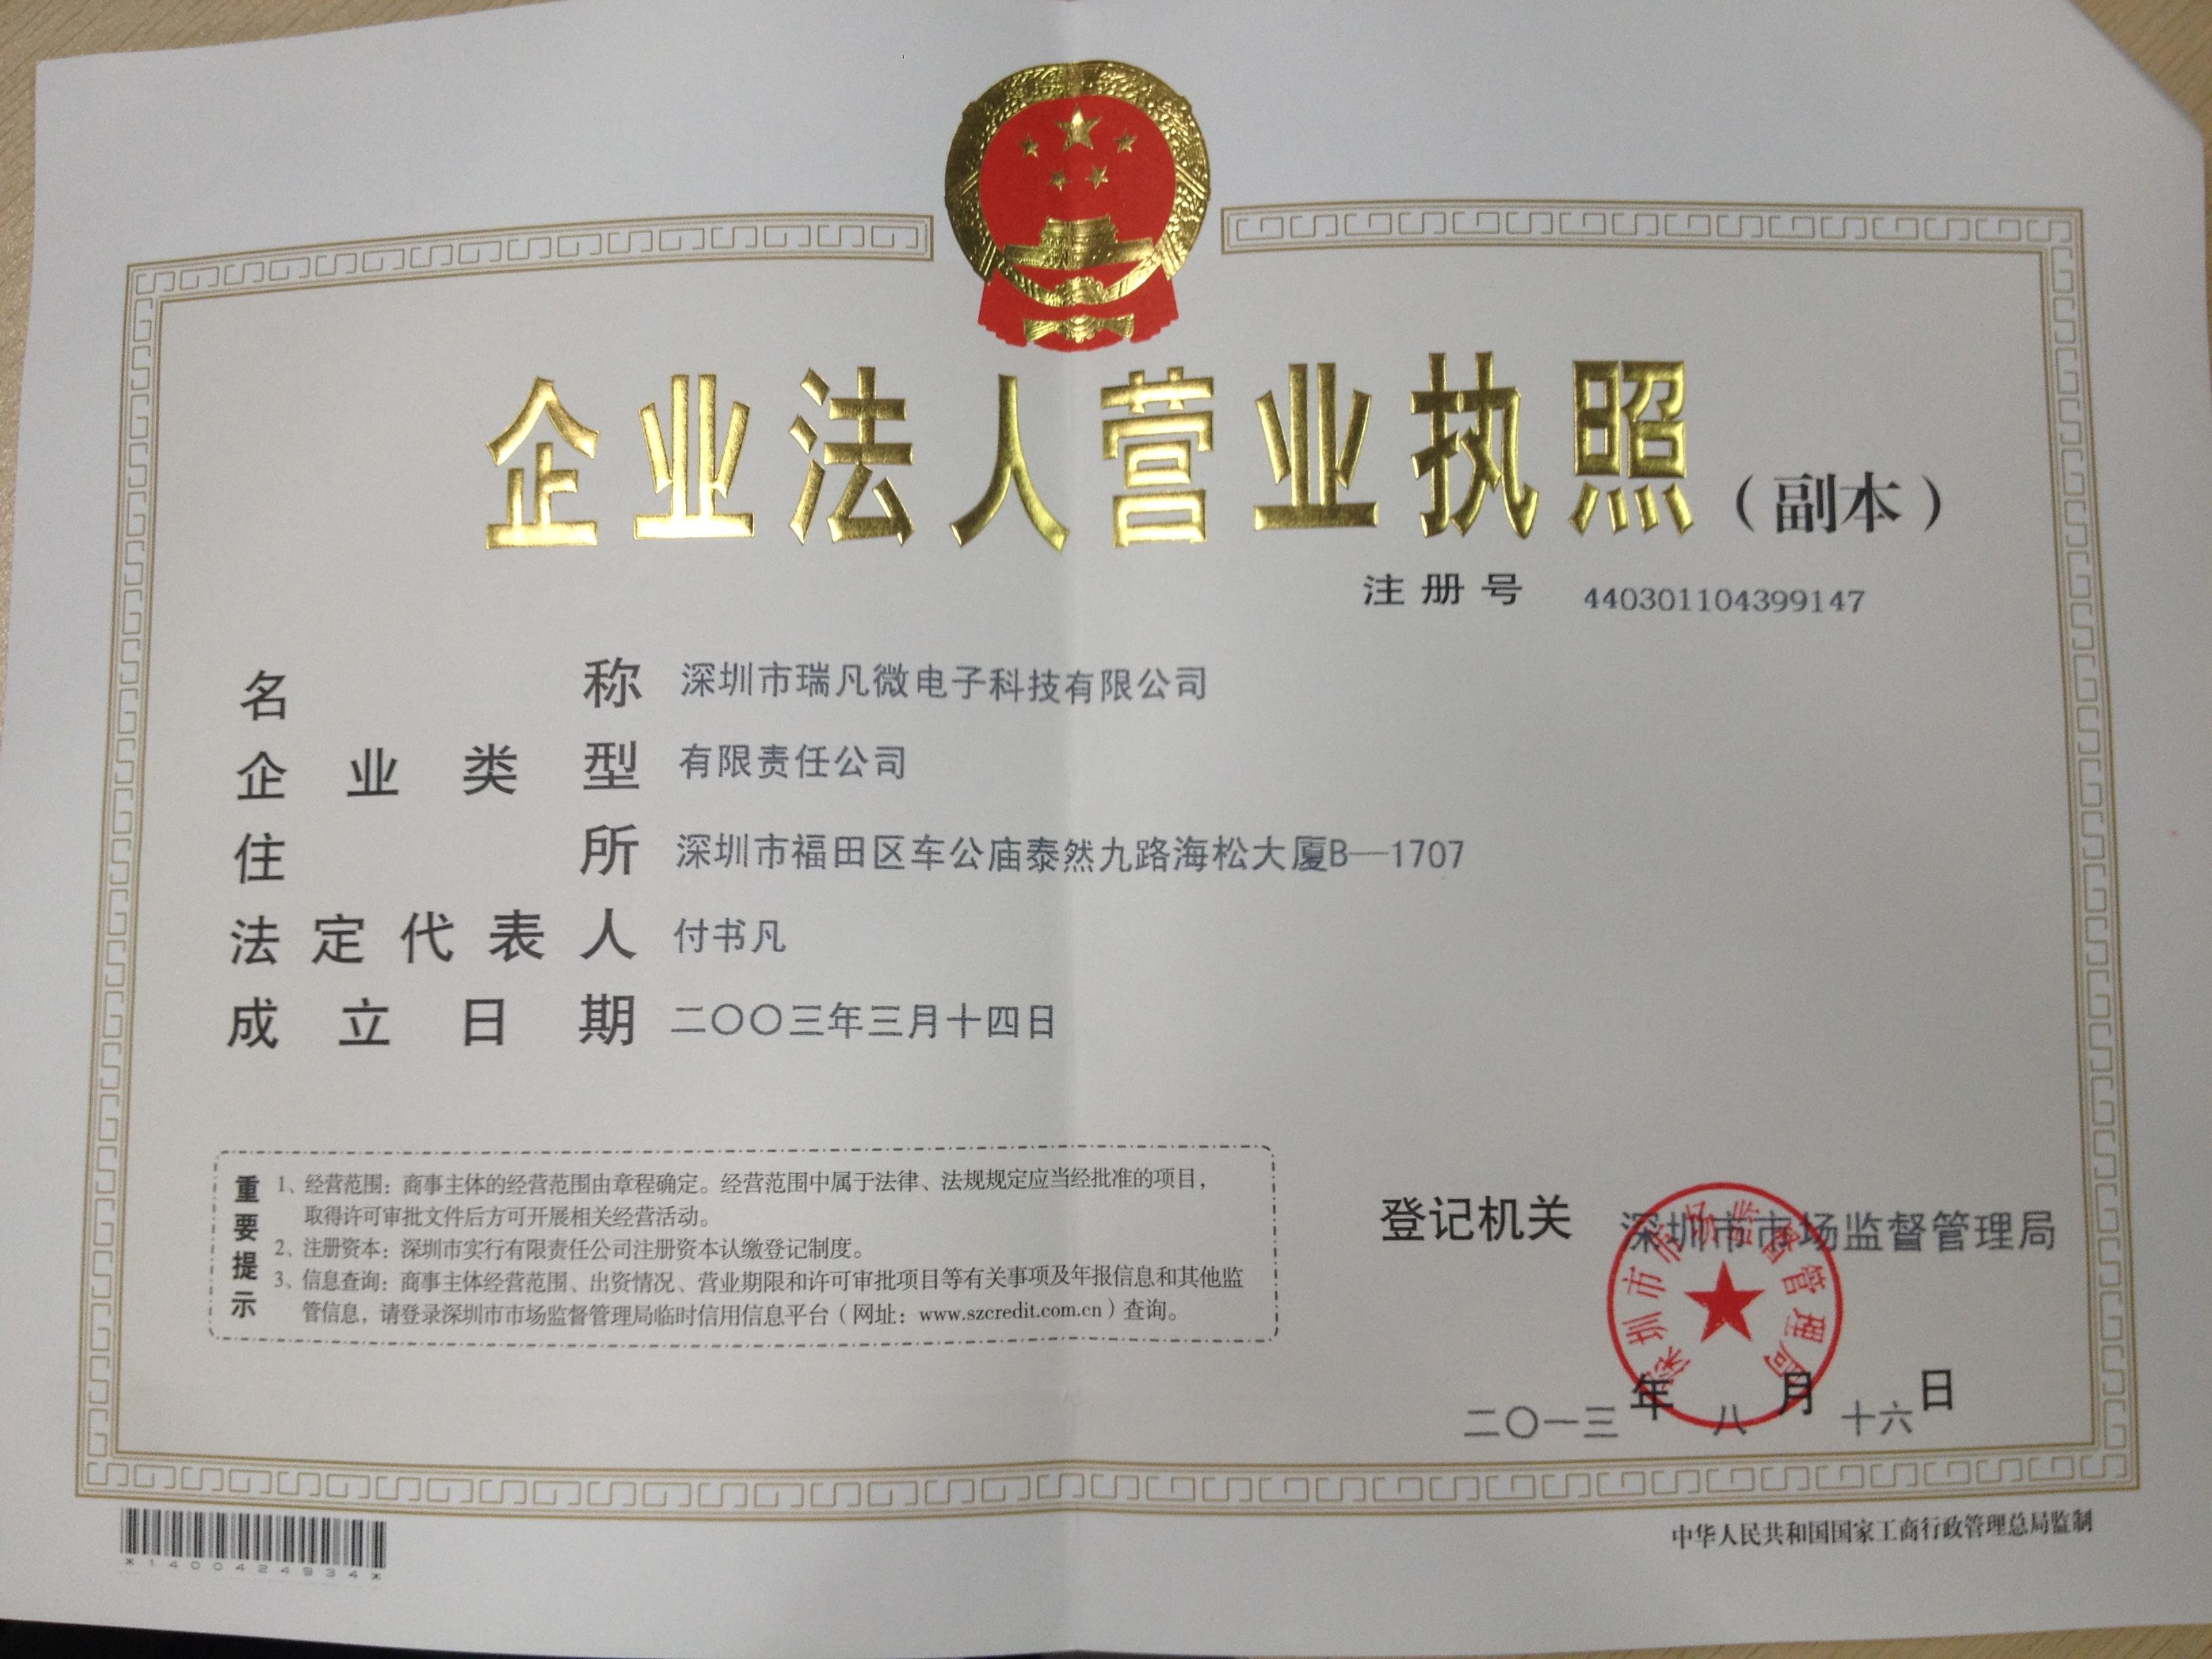 企业法人营业执照（副本）
注册号 440301104399147
名称 深圳市瑞凡微电子科技有限公司
企业类型 有限责任公司
住所 深圳市福田区车公庙泰然九路海松大厦B—1707
法定代表人 付书凡
成立日期 二〇〇三年三月十四日
重要提示
1、经营范围：商事主体的经营范围由章程确定。经营范围中属于法律、法规规定应当经批准的项目，
取得许可审批文件后方可开展相关经营活动。
2、注册资本：深圳市实行有限责任公司注册资本认缴登记制度。
3、信息查询：商事主体经营范围、出资情况、营业期限和许可审批项目等有关事项及年报信息和其他监
管信息，请登录深圳市市场监督管理局临时信用信息平台（网址：www.szcredit.com.cn）查询。
登记机关 深圳市市场监督管理局
深圳市市场监督管理局
二〇一三年八月十六日
*1400424934*
中华人民共和国国家工商行政管理总局监制